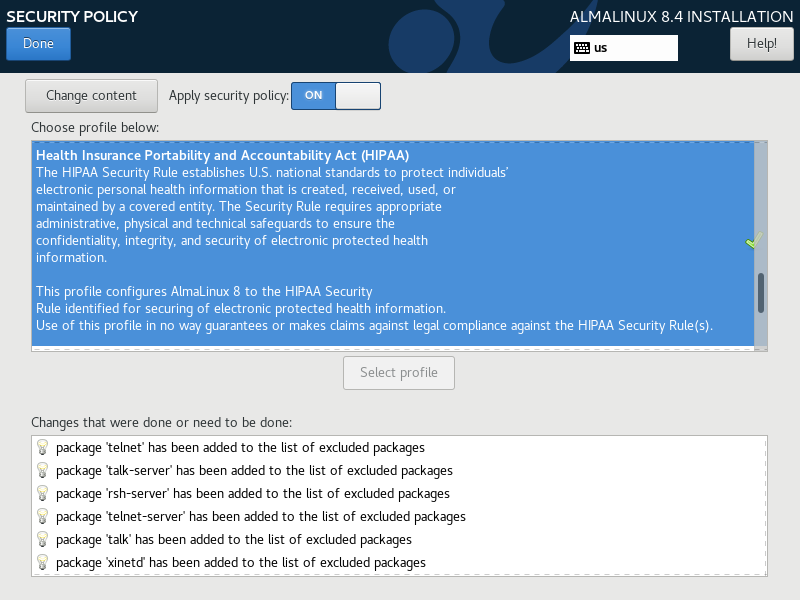 SECURITY POLICY
ALMALINUX 8.4 INSTALLATION
Done
us
Help!
Change content
Apply security policy:
ON
Choose profile below:
Health Insurance Portability and Accountability Act (HIPAA)
The HIPAA Security Rule establishes U.S. national standards to protect individuals’
electronic personal health information that is created, received, used, or
maintained by a covered entity. The Security Rule requires appropriate
administrative, physical and technical safeguards to ensure the
confidentiality, integrity, and security of electronic protected health
information.
This profile configures AlmaLinux 8 to the HIPAA Security
Rule identified for securing of electronic protected health information.
Use of this profile in no way guarantees or makes claims against legal compliance against the HIPAA Security Rule(s).
Select profile
Changes that were done or need to be done:
package 'telnet' has been added to the list of excluded packages
package 'talk-server' has been added to the list of excluded packages
package 'rsh-server' has been added to the list of excluded packages
package 'telnet-server' has been added to the list of excluded packages
package 'talk' has been added to the list of excluded packages
package 'xinetd' has been added to the list of excluded packages